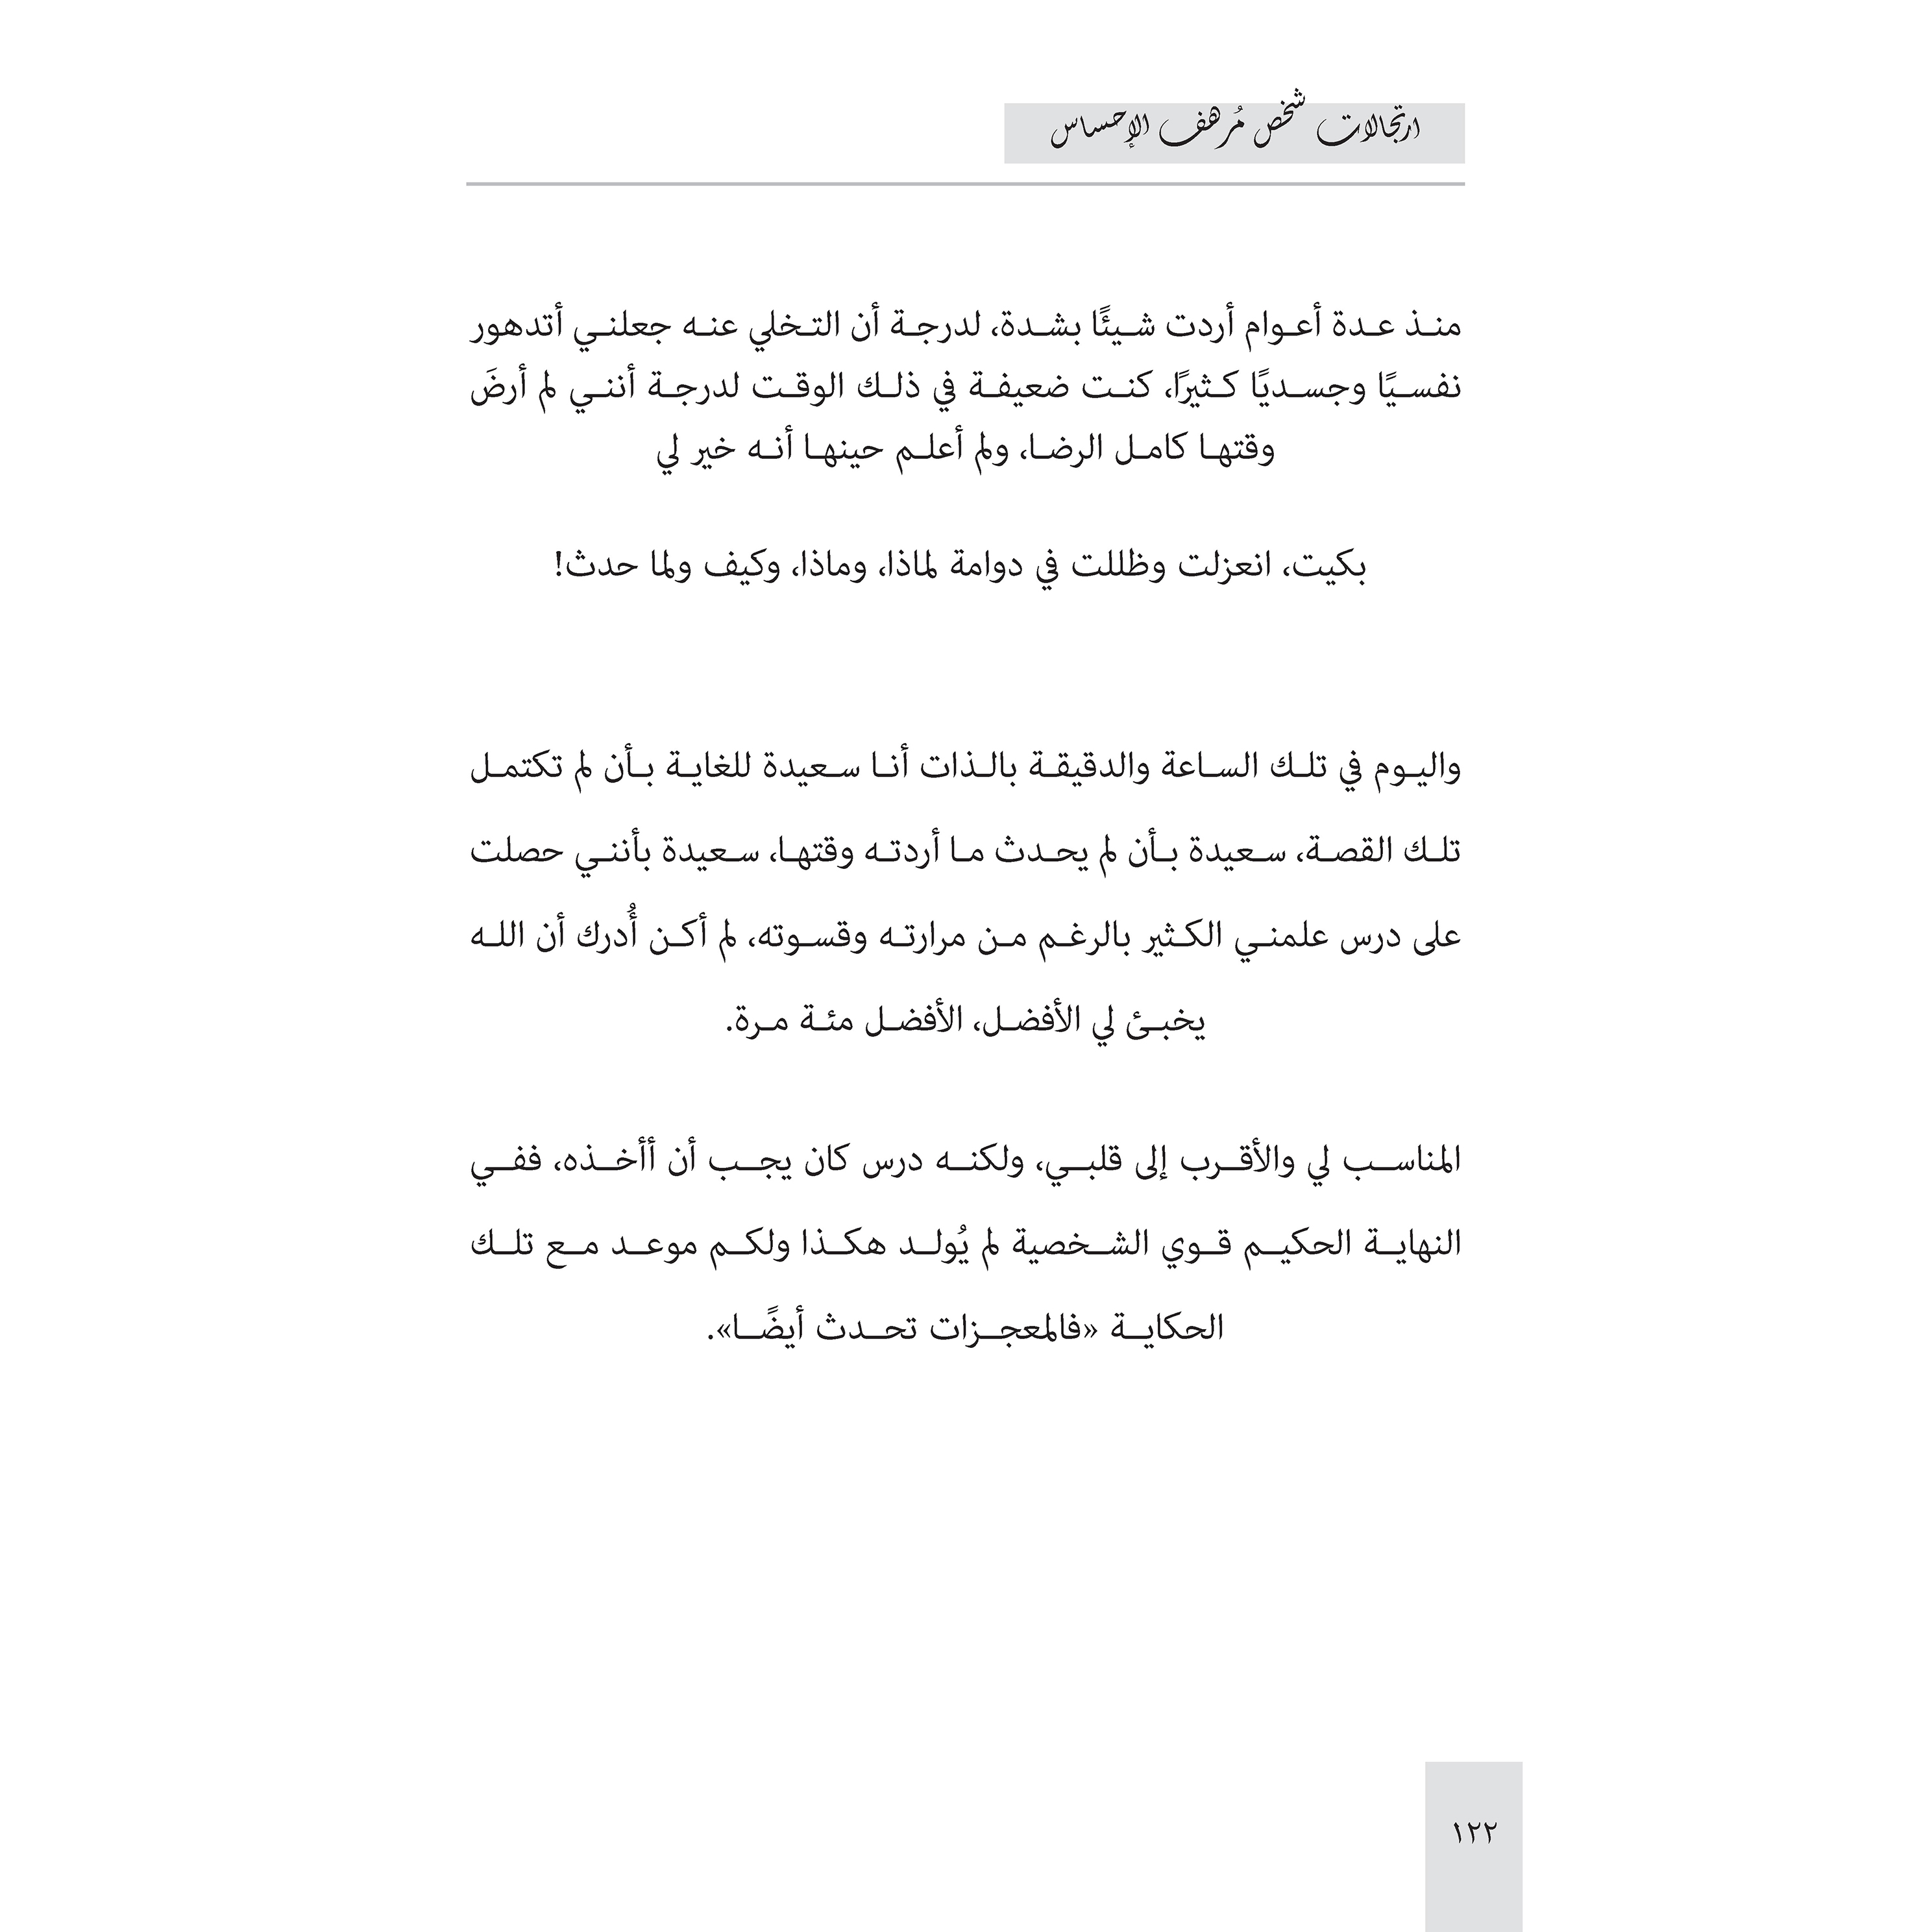 ارتجالات شخص مُرهف الإحساس
منذ عدة أعوام أردت شيئًا بشدة، لدرجة أن التخلي عنه جعلني أتدهور
نفسيًا وجسديًا كثيرًا، كنت ضعيفة في ذلك الوقت لدرجة أنني لم أرضَ
وقتها كامل الرضا، ولم أعلم حينها أنه خير لي
بكيت، انعزلت وظللت في دوامة لماذا، وماذا، وكيف ولما حدث!
واليوم في تلك الساعة والدقيقة بالذات أنا سعيدة للغاية بأن لم تكتمل
تلك القصة، سعيدة بأن لم يحدث ما أردته وقتها، سعيدة بأنني حصلت
على درس علمني الكثير بالرغم من مرارته وقسوته، لم أكن أُدرك أن الله
يخبئ لي الأفضل، الأفضل مئة مرة.
المناسب لي والأقرب إلى قلبي، ولكنه درس كان يجب أن أأخذه، ففي
النهاية الحكيم قوي الشخصية لم يُولد هكذا ولكم موعد مع تلك
الحكاية «فالمعجزات تحدث أيضًا».
١٢٢